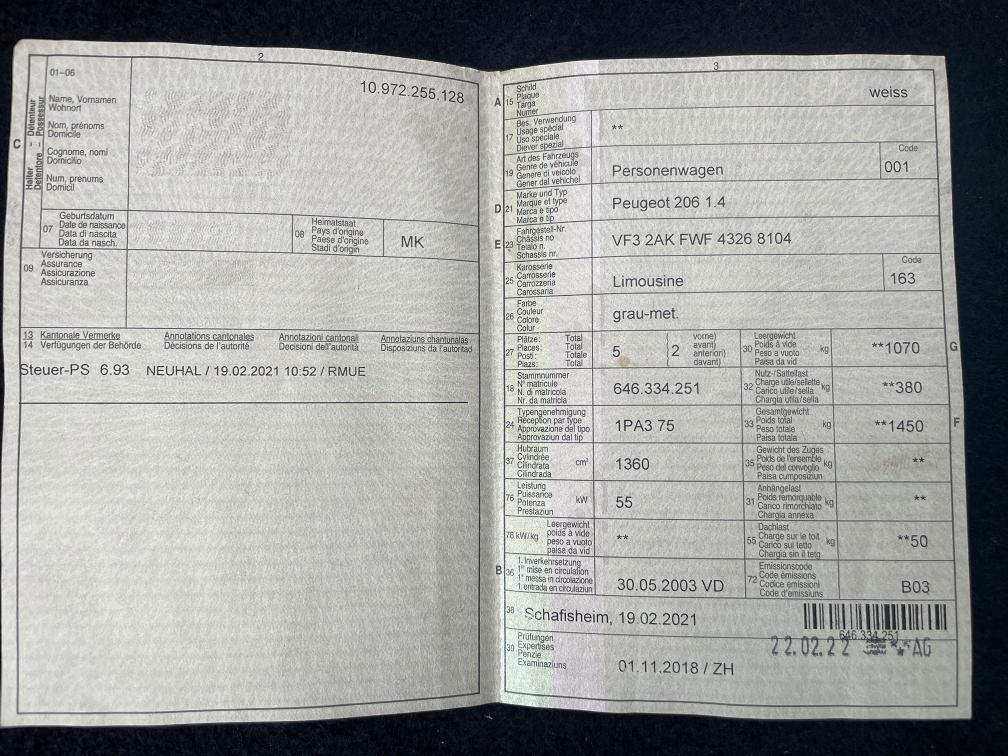 2
01-06
10.972.255.128
C
Halter - Détenteur
Detentore - Possessur
Name, Vornamen
Wohnort
Nom, prénoms
Domicile
Cognome, nomi
Domicilio
Num, prenums
Domicil
07
Geburtsdatum
Date de naissance
Data di nascita
Data da nasch.
08
Heimatstaat
Pays d'origine
Paese d'origine
Stadi d'origin
MK
09
Versicherung
Assurance
Assicurazione
Assicuranza
13 Kantonale Vermerke Annotations cantonales Annotazioni cantonali Annotaziuns chantunalas
14 Verfügungen der Behörde Décisions de l'autorité Decisioni dell'autorità Disposiziuns da l'autoritad
Steuer-PS 6.93 NEUHAL / 19.02.2021 10:52 / RMUE
3
A 15
Schild
Plaque
Targa
Numer
weiss
17
Bes. Verwendung
Usage spécial
Uso speciale
Diever spezial
**
19
Art des Fahrzeugs
Genre de véhicule
Genere di veicolo
Gener dal vehichel
Personenwagen
Code
001
D 21
Marke und Typ
Marque et type
Marca e tipo
Marca e tip
Peugeot 206 1.4
E 23
Fahrgestell-Nr.
Châssis no
Telaio n.
Schassis nr.
VF3 2AK FWF 4326 8104
25
Karosserie
Carrosserie
Carrozzeria
Carossaria
Limousine
Code
163
26
Farbe
Couleur
Colore
Colur
grau-met.
27
Plätze: Total
Places: Total
Posti: Totale
Plazs: Total
5
2
vorne)
avant)
anteriori)
davant)
30
Leergewicht
Poids à vide
Peso a vuoto
Paisa da vid
kg
**1070
G
18
Stammnummer
N° matricule
N. di matricola
Nr. da matricla
646.334.251
32
Nutz-/Sattellast
Charge utile/sellette
Carico utile/sella
Chargia utila/sella
kg
**380
24
Typengenehmigung
Réception par type
Approvazione del tipo
Approvaziun dal tip
1PA3 75
33
Gesamtgewicht
Poids total
Peso totale
Paisa totala
kg
**1450
F
37
Hubraum
Cylindrée
Cilindrata
Cilindrada
cm³
1360
35
Gewicht des Zuges
Poids de l'ensemble
Peso del convoglio
Paisa cumposiziun
kg
**
76
Leistung
Puissance
Potenza
Prestaziun
kW
55
31
Anhängelast
Poids remorquable
Carico rimorchiato
Chargia annexa
kg
**
78 kW/kg
Leergewicht
poids à vide
peso a vuoto
paisa da vid
**
55
Dachlast
Charge sur le toit
Carico sul tetto
Chargia sin il tetg
kg
**50
B 36
1. Inverkehrsetzung
1re mise en circulation
1a messa in circolazione
1. entrada en circulaziun
30.05.2003 VD
72
Emissionscode
Code émissions
Codice emissioni
Code d'emissiuns
B03
38
Schafisheim, 19.02.2021
646.334.251
39
Prüfungen
Expertises
Perizie
Examinaziuns
22.02.22
AG
01.11.2018 / ZH